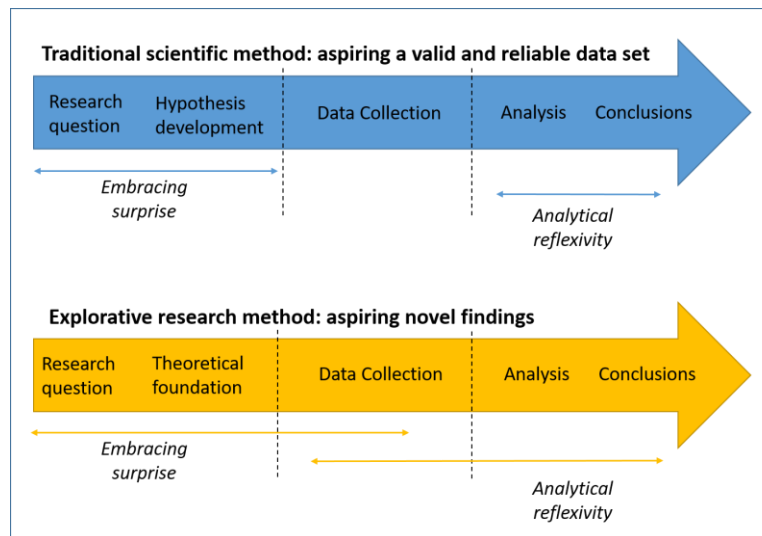 Traditional scientific method: aspiring a valid and reliable data set
Research Hypothesis
question development Data Collection Analysis Conclusions
Embracing
surprise
Analytical
reflexivity
Explorative research method: aspiring novel findings
Research Theoretical
question foundation Data Collection Analysis Conclusions
Embracing
surprise
Analytical
reflexivity